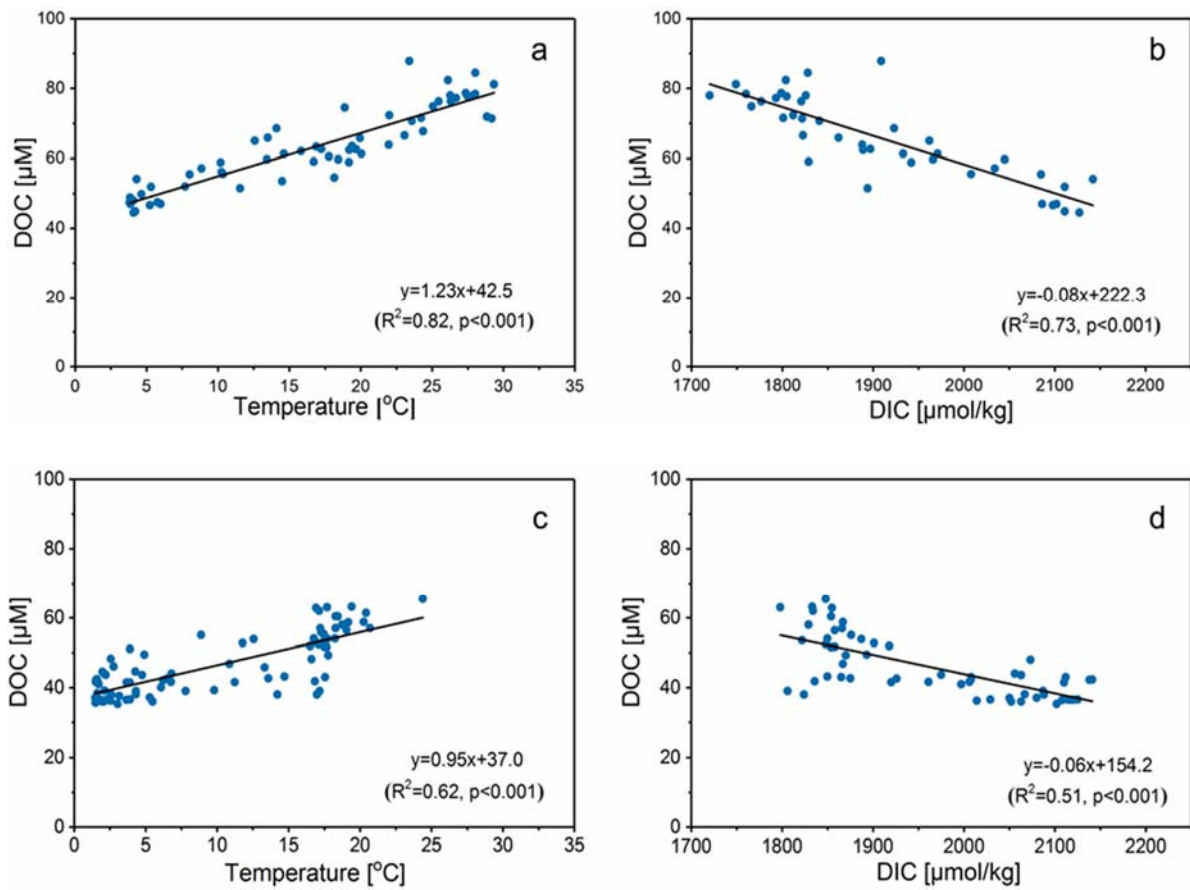 a
100
80
60
40
20
0
DOC [µM]
y=1.23x+42.5
(R²=0.82, p<0.001)
0 5 10 15 20 25 30 35
Temperature [°C]
b
100
80
60
40
20
0
DOC [µM]
y=-0.08x+222.3
(R²=0.73, p<0.001)
1700 1800 1900 2000 2100 2200
DIC [µmol/kg]
c
100
80
60
40
20
0
DOC [µM]
y=0.95x+37.0
(R²=0.62, p<0.001)
0 5 10 15 20 25 30 35
Temperature [°C]
d
100
80
60
40
20
0
DOC [µM]
y=-0.06x+154.2
(R²=0.51, p<0.001)
1700 1800 1900 2000 2100 2200
DIC [µmol/kg]